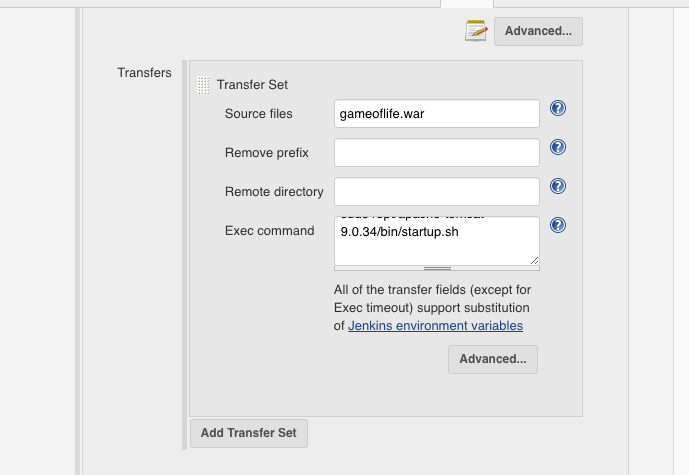 Advanced...
Transfers
Transfer Set
Source files
gameoflife.war
Remove prefix
Remote directory
Exec command
9.0.34/bin/startup.sh
All of the transfer fields (except for
Exec timeout) support substitution
of Jenkins environment variables
Advanced...
Add Transfer Set